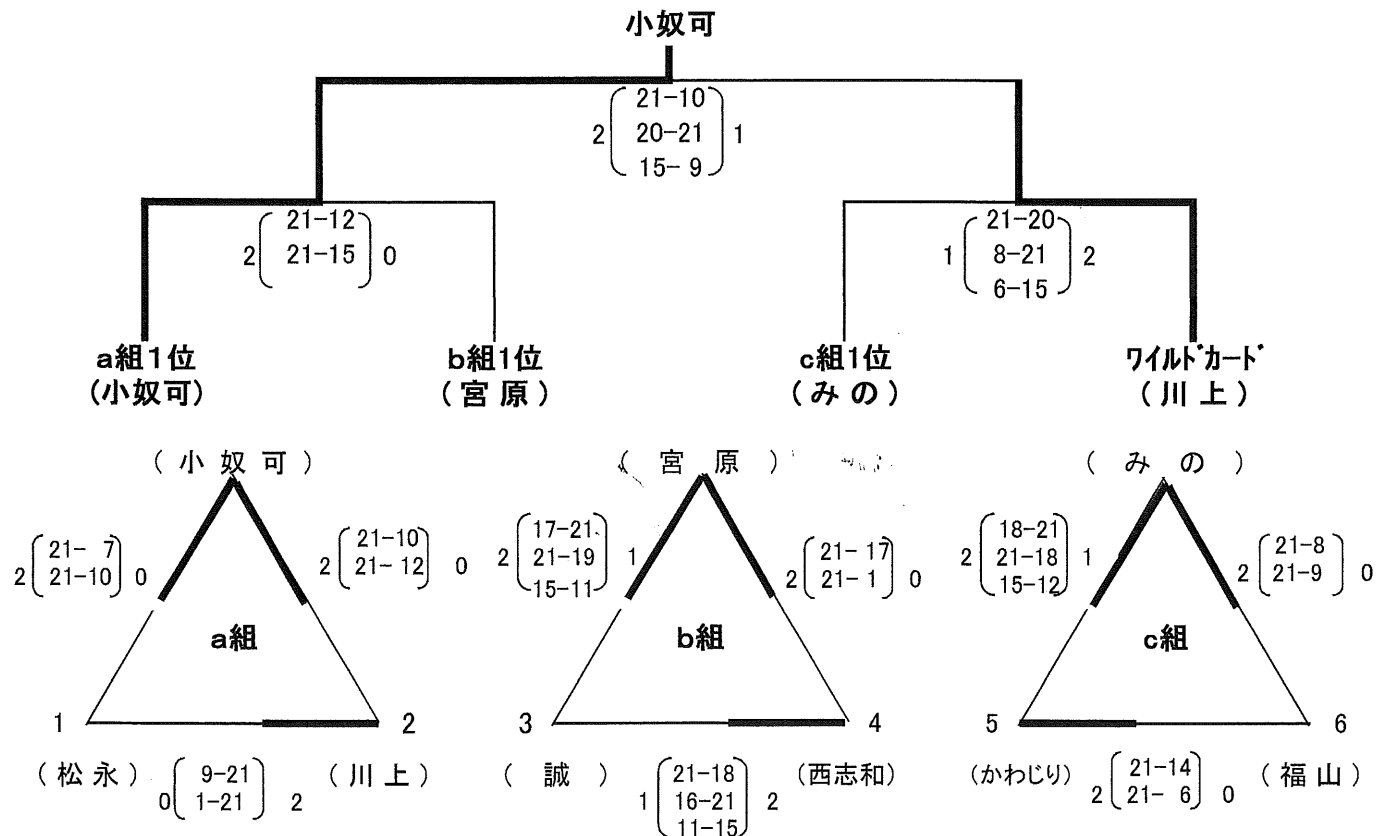 小奴可
2 21-10 1
20-21
15- 9
2 21-12 0
21-15
1 21-20 2
8-21
6-15
a組1位 b組1位 c組1位 ワイルドカード
(小奴可) (宮原) (みの) (川上)
(小奴可) (宮原) (みの)
2 21- 7 0
21-10
2 21-10 0
21-12
2 17-21 1
21-19
15-11
2 21-17 0
21- 1
2 18-21 1
21-18
15-12
2 21-8 0
21-9
a組 b組 c組
1 2 3 4 5 6
(松永) 0 9-21 2 (川上)
1-21
(誠) 1 21-18 2 (西志和)
16-21
11-15
(かわじり) 2 21-14 0 (福山)
21- 6